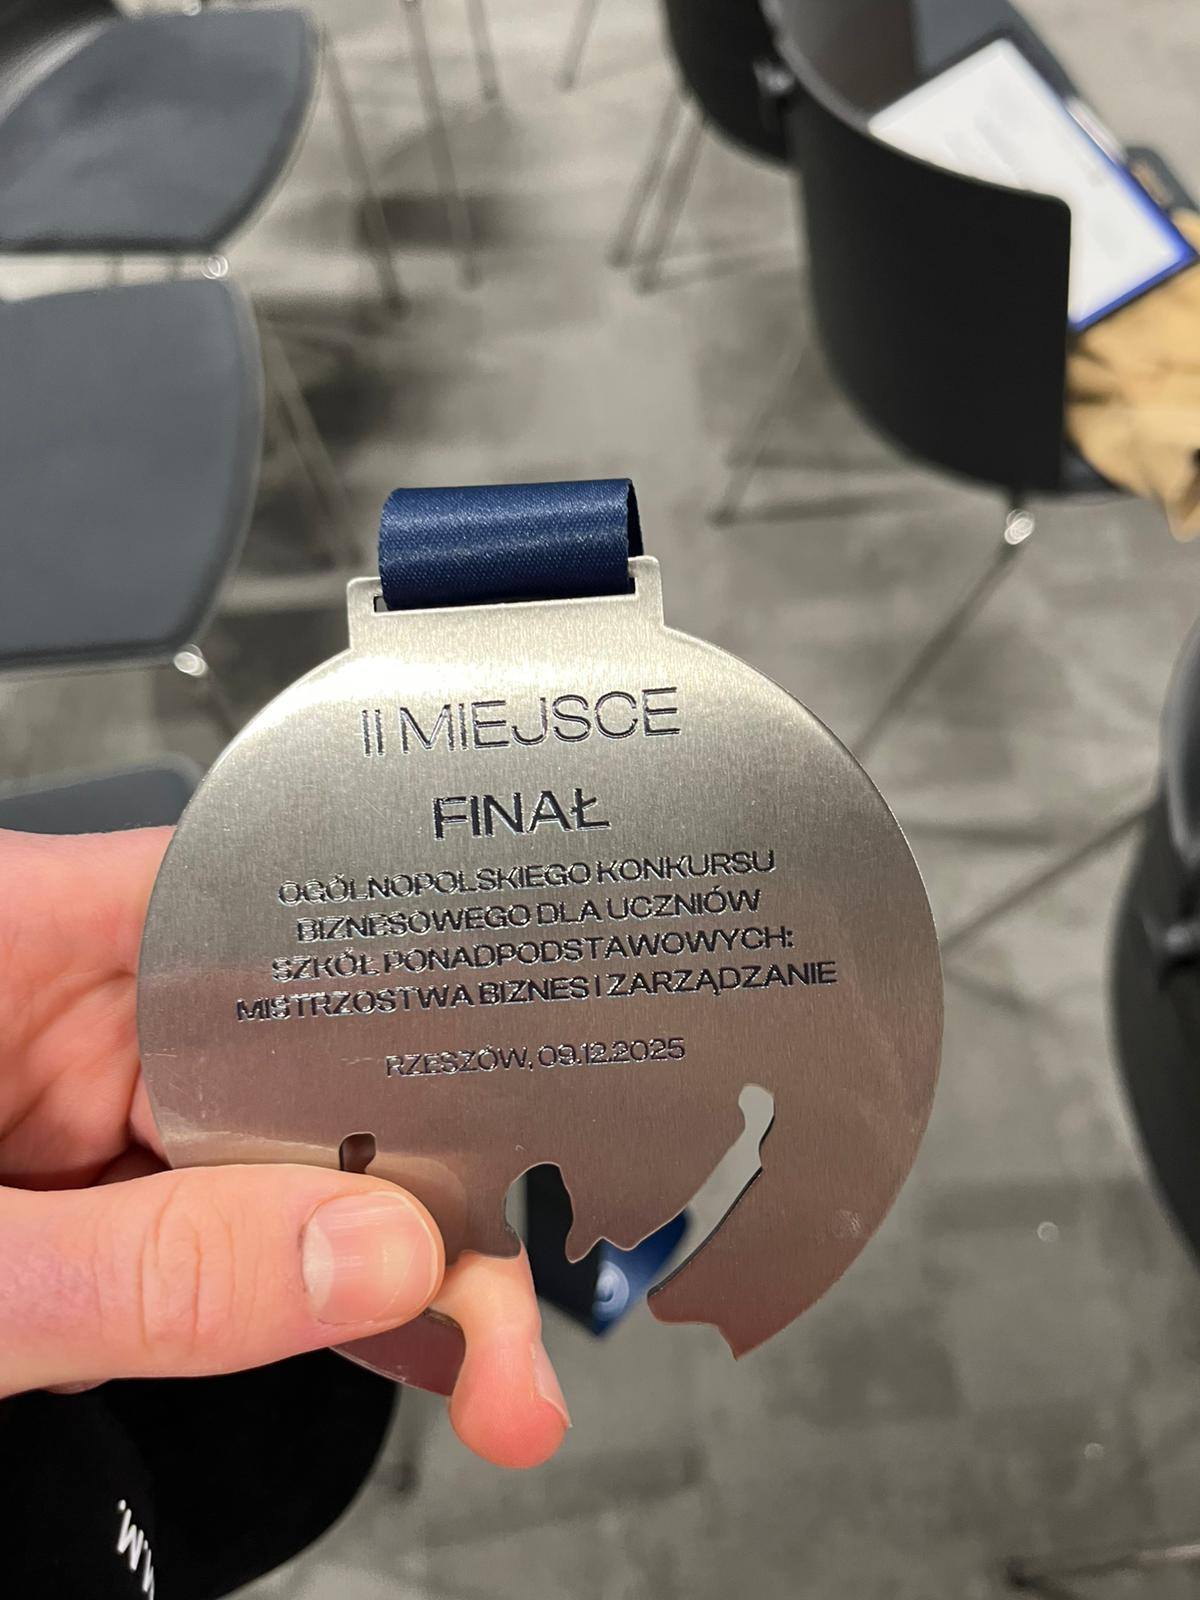 II MIEJSCE
FINAŁ
OGÓLNOPOLSKIEGO KONKURSU
BIZNESOWEGO DLA UCZNIÓW
SZKÓŁ PONADPODSTAWOWYCH:
MISTRZOSTWA BIZNES I ZARZĄDZANIE
RZESZÓW, 09.12.2025